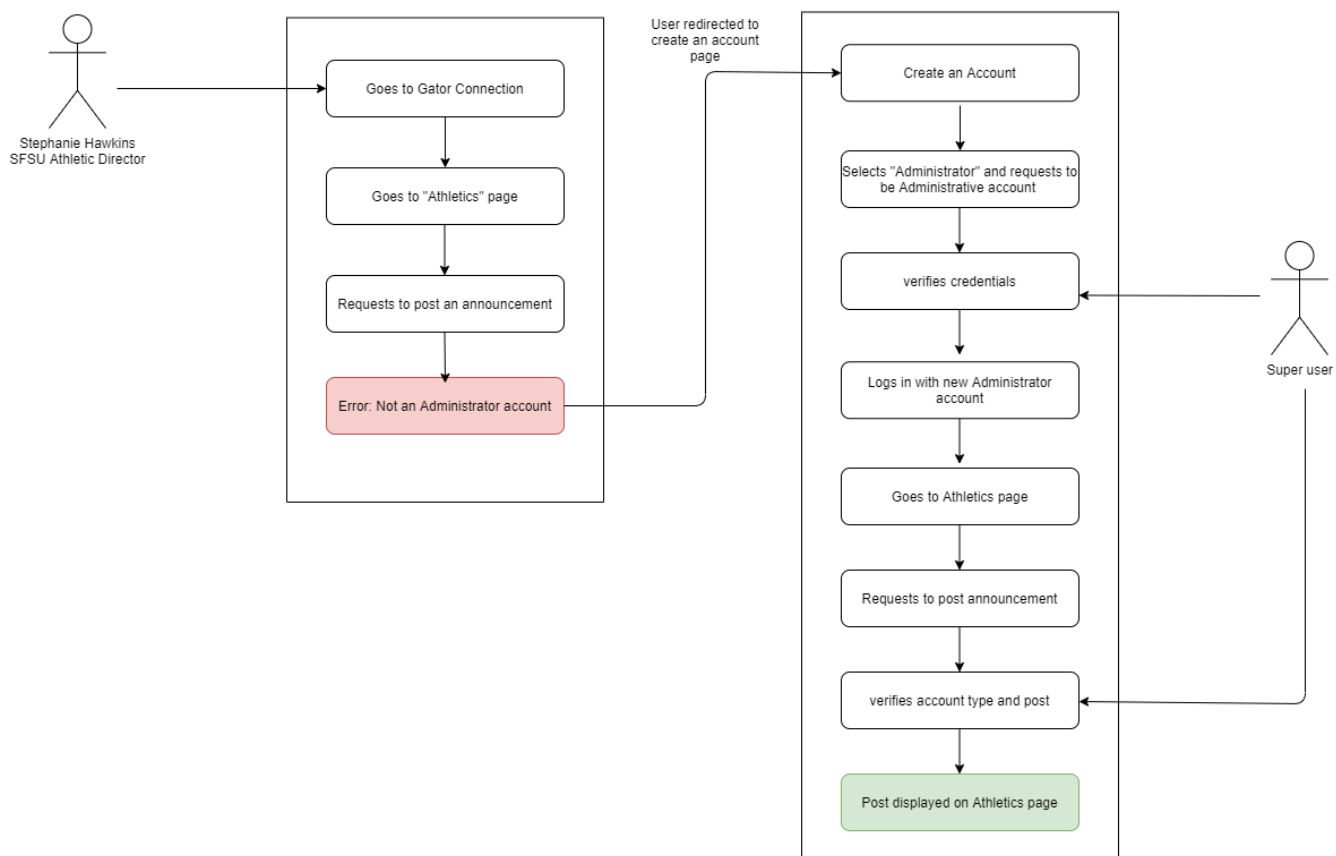 Stephanie Hawkins
SFSU Athletic Director
Goes to Gator Connection
Goes to "Athletics" page
Requests to post an announcement
Error: Not an Administrator account
User redirected to
create an account
page
Create an Account
Selects "Administrator" and requests to
be Administrative account
verifies credentials
Logs in with new Administrator
account
Goes to Athletics page
Requests to post announcement
verifies account type and post
Post displayed on Athletics page
Super user